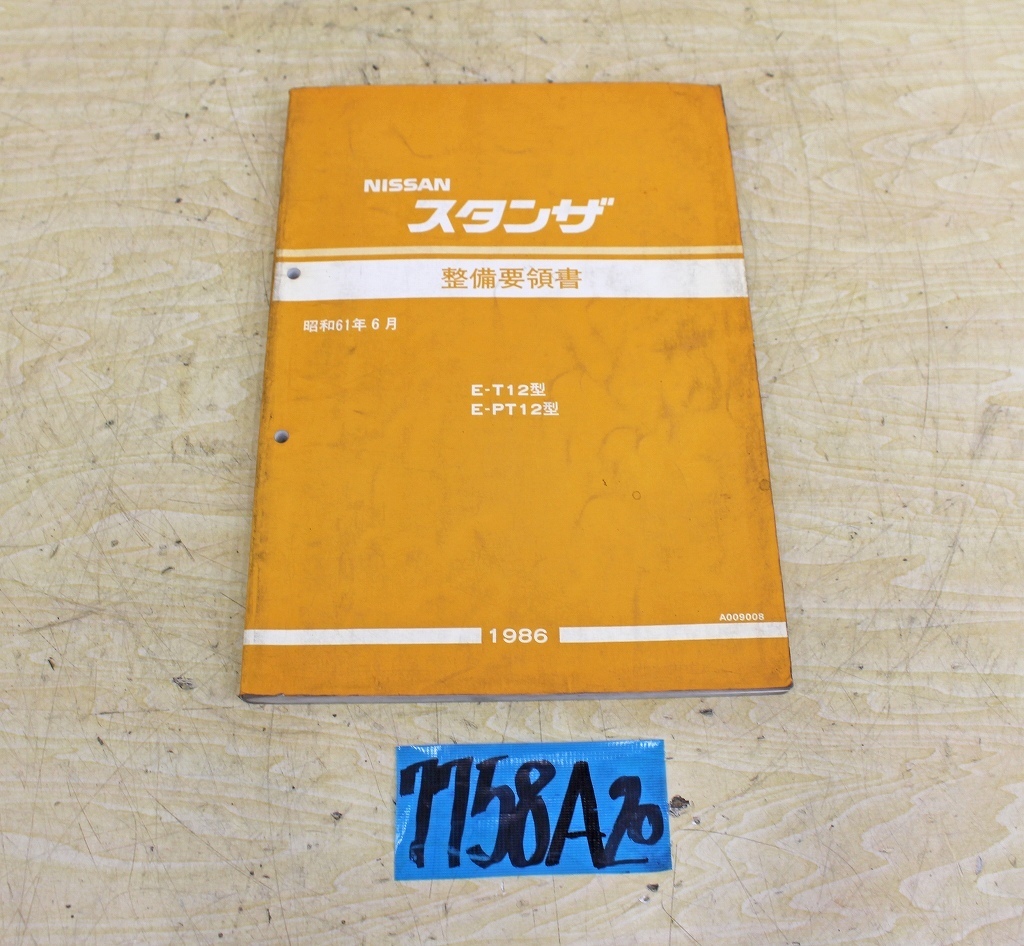 NISSAN
スタンザ
整備要領書
昭和61年6月
E-T12型
E-PT12型
A009008
1986
7758A20